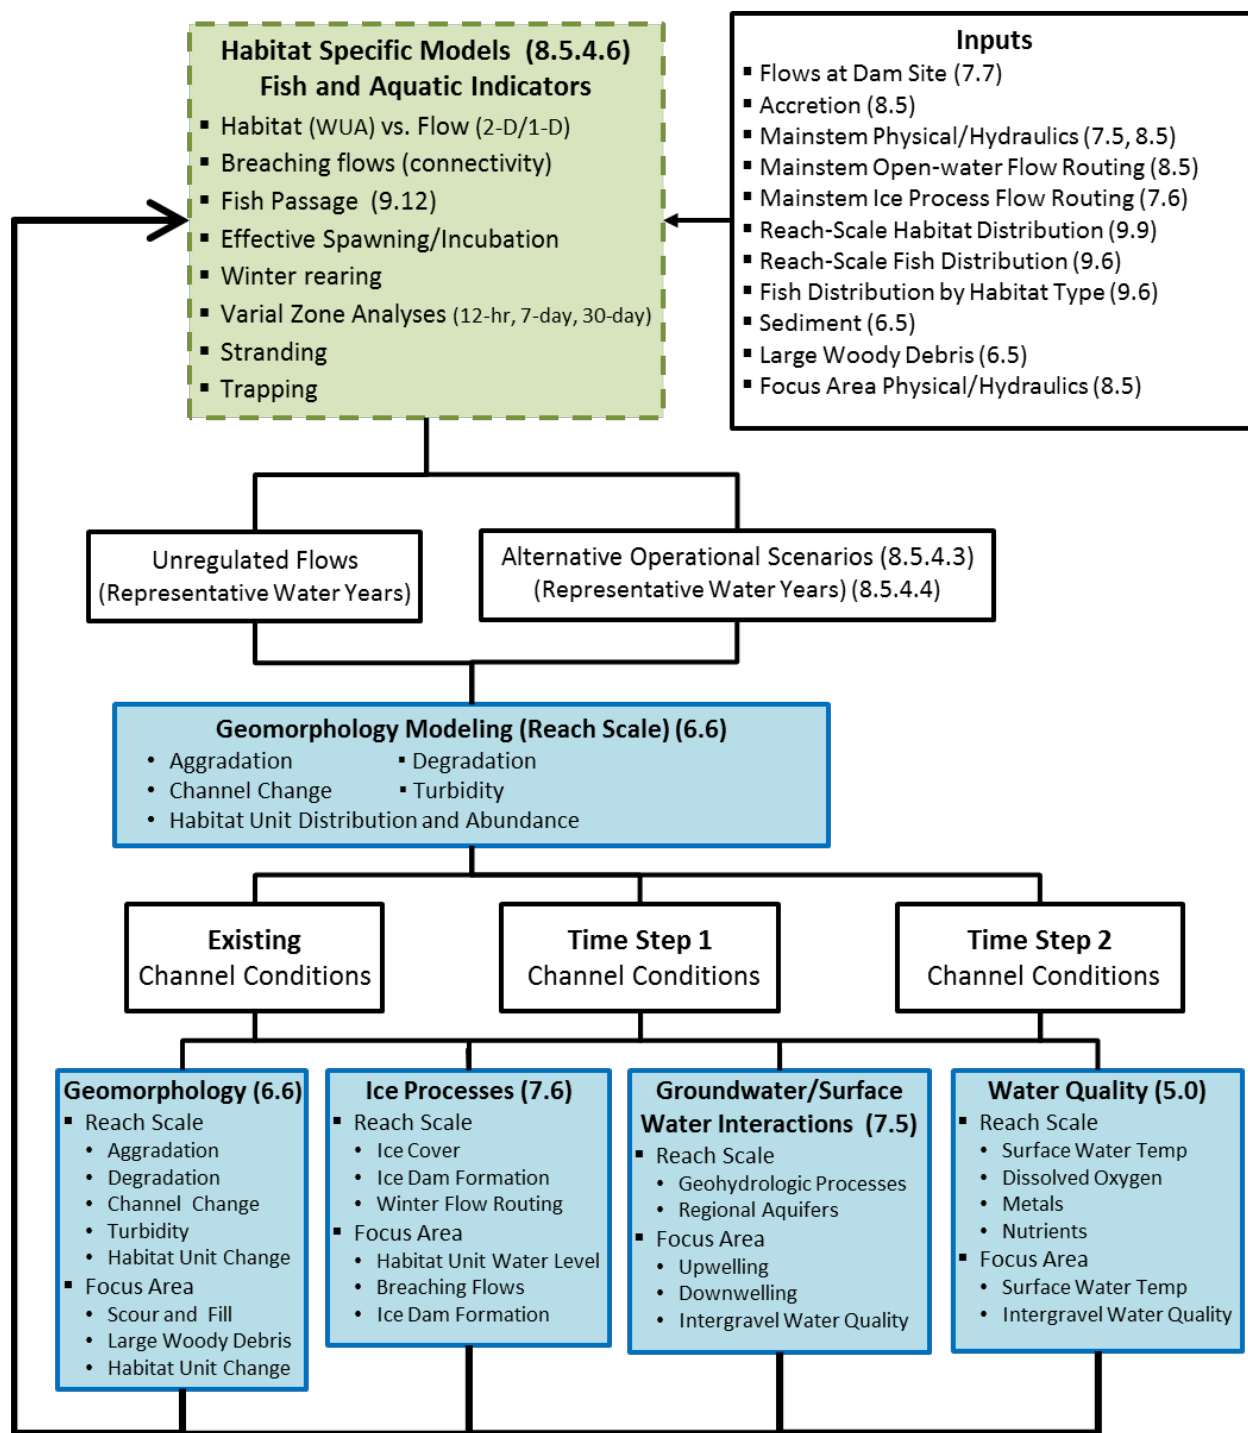 Habitat Specific Models (8.5.4.6)
Fish and Aquatic Indicators
▪ Habitat (WUA) vs. Flow (2-D/1-D)
▪ Breaching flows (connectivity)
▪ Fish Passage (9.12)
▪ Effective Spawning/Incubation
▪ Winter rearing
▪ Varial Zone Analyses (12-hr, 7-day, 30-day)
▪ Stranding
▪ Trapping
Inputs
▪ Flows at Dam Site (7.7)
▪ Accretion (8.5)
▪ Mainstem Physical/Hydraulics (7.5, 8.5)
▪ Mainstem Open-water Flow Routing (8.5)
▪ Mainstem Ice Process Flow Routing (7.6)
▪ Reach-Scale Habitat Distribution (9.9)
▪ Reach-Scale Fish Distribution (9.6)
▪ Fish Distribution by Habitat Type (9.6)
▪ Sediment (6.5)
▪ Large Woody Debris (6.5)
▪ Focus Area Physical/Hydraulics (8.5)
Unregulated Flows
(Representative Water Years)
Alternative Operational Scenarios (8.5.4.3)
(Representative Water Years) (8.5.4.4)
Geomorphology Modeling (Reach Scale) (6.6)
• Aggradation ▪ Degradation
• Channel Change ▪ Turbidity
• Habitat Unit Distribution and Abundance
Existing
Channel Conditions
Time Step 1
Channel Conditions
Time Step 2
Channel Conditions
Geomorphology (6.6)
▪ Reach Scale
• Aggradation
• Degradation
• Channel Change
• Turbidity
• Habitat Unit Change
▪ Focus Area
• Scour and Fill
• Large Woody Debris
• Habitat Unit Change
Ice Processes (7.6)
▪ Reach Scale
• Ice Cover
• Ice Dam Formation
• Winter Flow Routing
▪ Focus Area
• Habitat Unit Water Level
• Breaching Flows
• Ice Dam Formation
Groundwater/Surface
Water Interactions (7.5)
▪ Reach Scale
• Geohydrologic Processes
• Regional Aquifers
▪ Focus Area
• Upwelling
• Downwelling
• Intergravel Water Quality
Water Quality (5.0)
▪ Reach Scale
• Surface Water Temp
• Dissolved Oxygen
• Metals
• Nutrients
▪ Focus Area
• Surface Water Temp
• Intergravel Water Quality